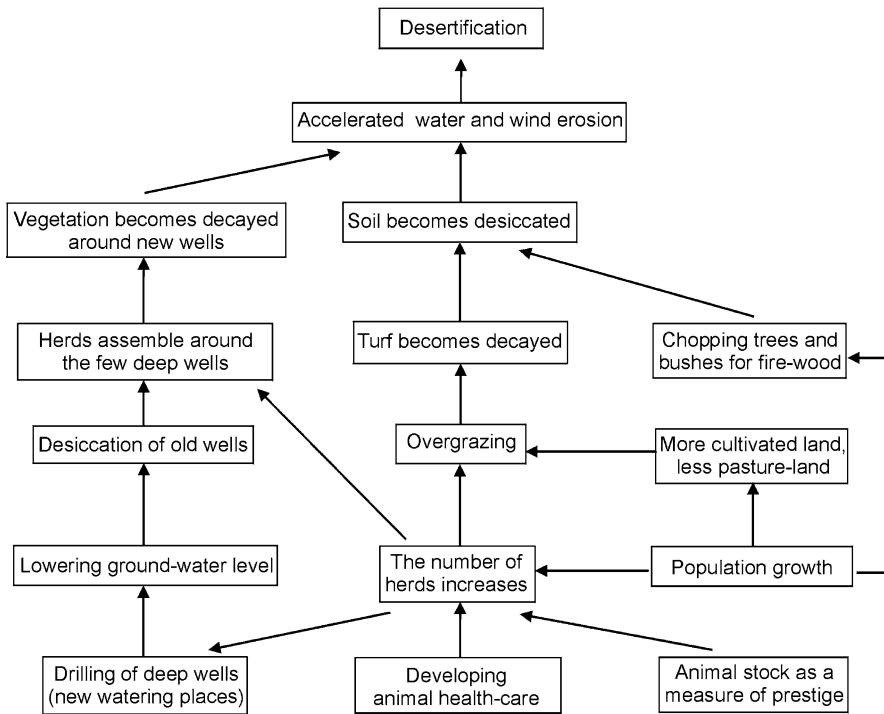 Desertification
Accelerated water and wind erosion
Vegetation becomes decayed
around new wells
Soil becomes desiccated
Herds assemble around
the few deep wells
Turf becomes decayed
Chopping trees and
bushes for fire-wood
Desiccation of old wells
Overgrazing
More cultivated land,
less pasture-land
Lowering ground-water level
The number of
herds increases
Population growth
Drilling of deep wells
(new watering places)
Developing
animal health-care
Animal stock as a
measure of prestige